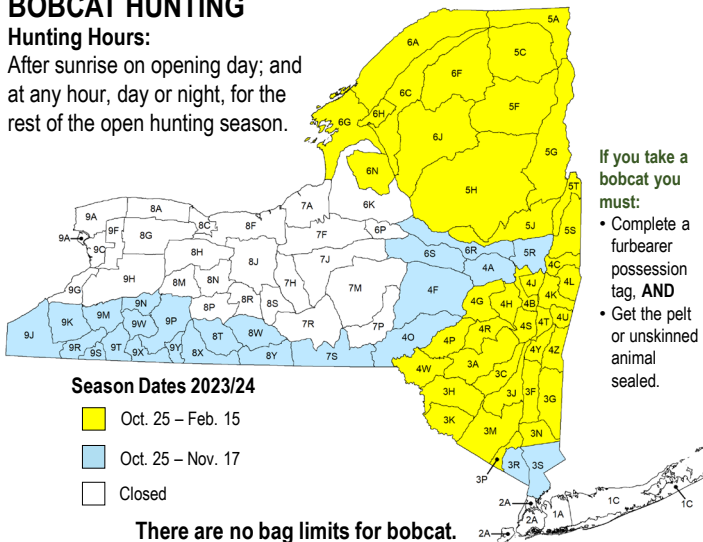 BOBCAT HUNTING
Hunting Hours:
After sunrise on opening day; and
at any hour, day or night, for the
rest of the open hunting season.
5A
6A
5C
6F
6C
5F
6H
6G
6J
5G
6N
5H
5T
6K
7A
8A
9A
8C
8F
9F
8G
9A
9C
7F
6P
5J
5S
8H
8J
7J
6S
6R
5R
4A
4C
9G
9H
8M
8N
7H
7M
4F
4J
4L
4K
8P
8R
8S
4G
4H
4B
4U
9N
9M
9K
9W
9P
9J
8T
8W
7R
7P
4O
4P
4R
4S
4T
9R
9S
9T
9X
9Y
8X
8Y
7S
4W
3A
3C
4Y
4Z
3H
3J
3F
3G
3K
3M
3N
3P
3R
3S
2A
2A
2A
1A
1C
1C
If you take a
bobcat you
must:
• Complete a
furbearer
possession
tag, AND
• Get the pelt
or unskinned
animal
sealed.
Season Dates 2023/24
Oct. 25 – Feb. 15
Oct. 25 – Nov. 17
Closed
There are no bag limits for bobcat.